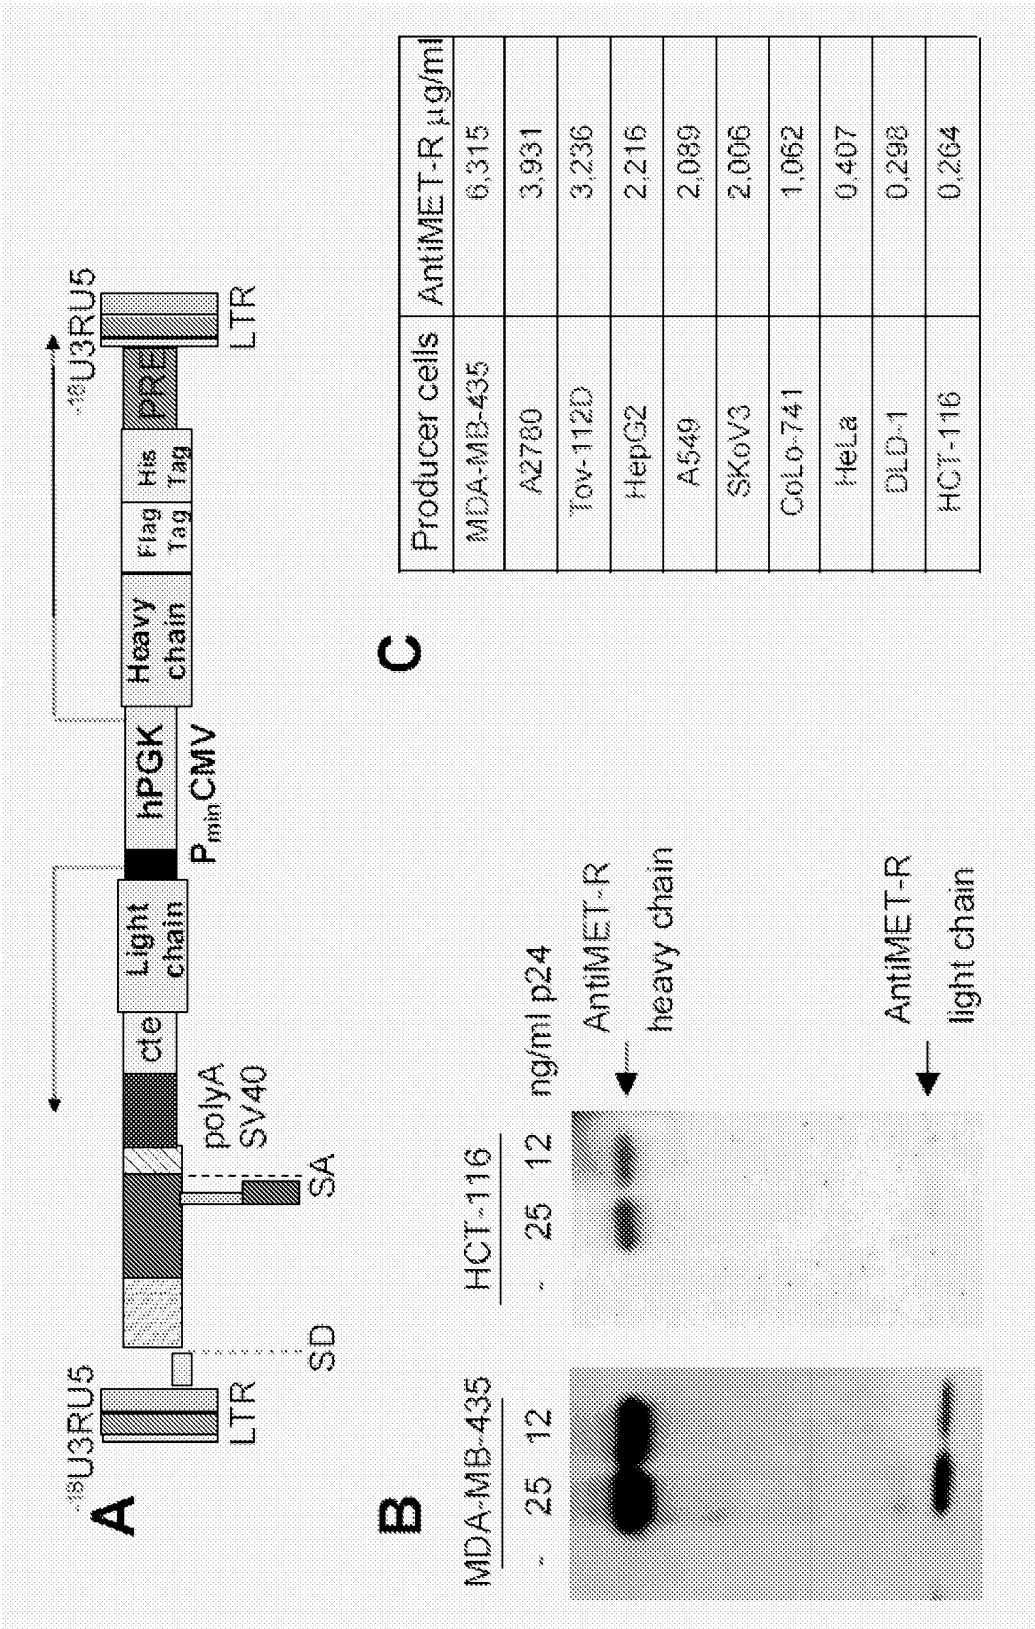 A
-18U3RU5
-18U3RU5
cte
Light chain
hPGK
Heavy chain
Flag Tag
His Tag
PRE
LTR
SD
SA
polyA SV40
PminCMV
LTR
B
MDA-MB-435
HCT-116
- 25 12
- 25 12
ng/ml p24
AntiMET-R
heavy chain
AntiMET-R
light chain
C
Producer cells AntiMET-R µg/ml
MDA-MB-435 6,315
A2780 3,931
Tov-112D 3,236
HepG2 2,216
A549 2,089
SKoV3 2,006
CoLo-741 1,062
HeLa 0,407
DLD-1 0,298
HCT-116 0,264